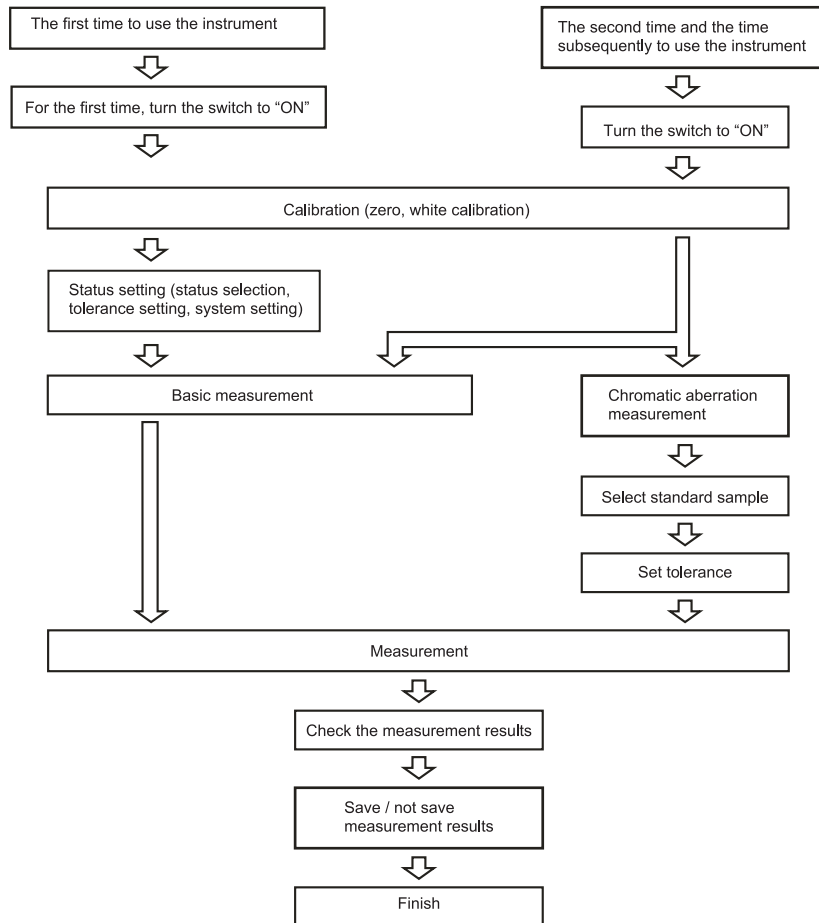 The first time to use the instrument
The second time and the time
subsequently to use the instrument
For the first time, turn the switch to “ON”
Turn the switch to “ON”
Calibration (zero, white calibration)
Status setting (status selection,
tolerance setting, system setting)
Basic measurement
Chromatic aberration
measurement
Select standard sample
Set tolerance
Measurement
Check the measurement results
Save / not save
measurement results
Finish